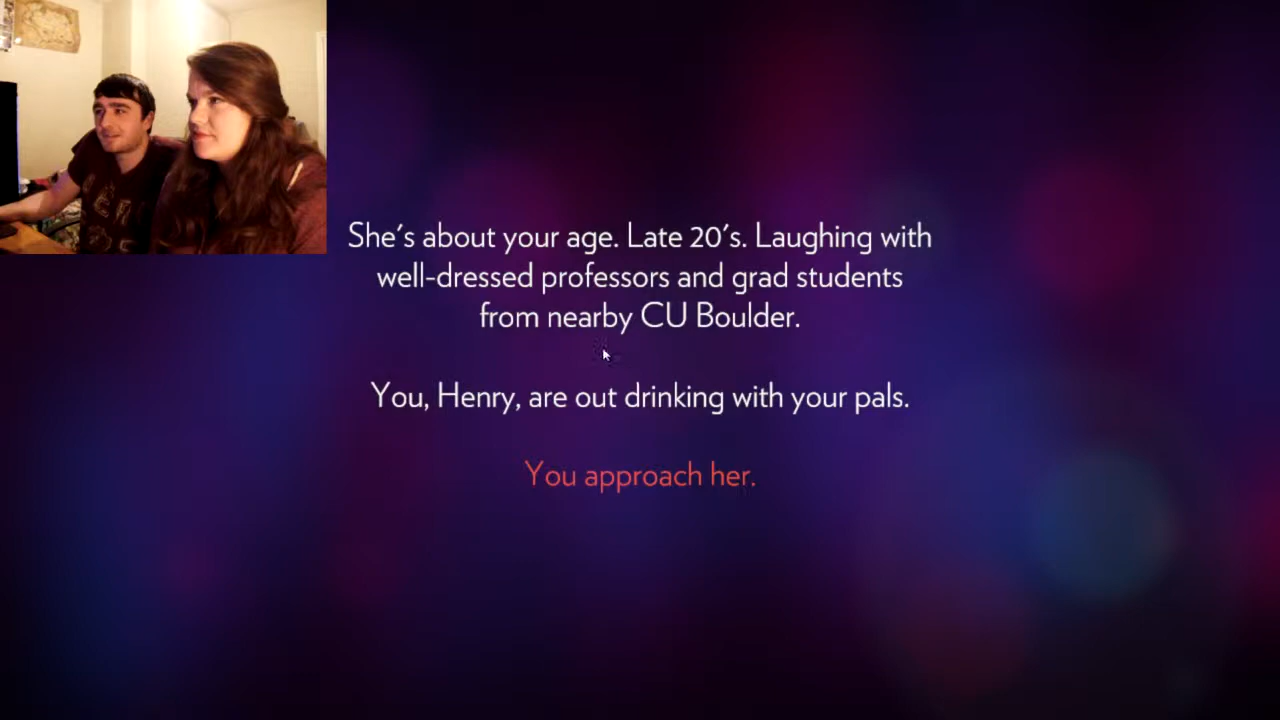 She's about your age. Late 20's. Laughing with
well-dressed professors and grad students
from nearby CU Boulder.
You, Henry, are out drinking with your pals.
You approach her.